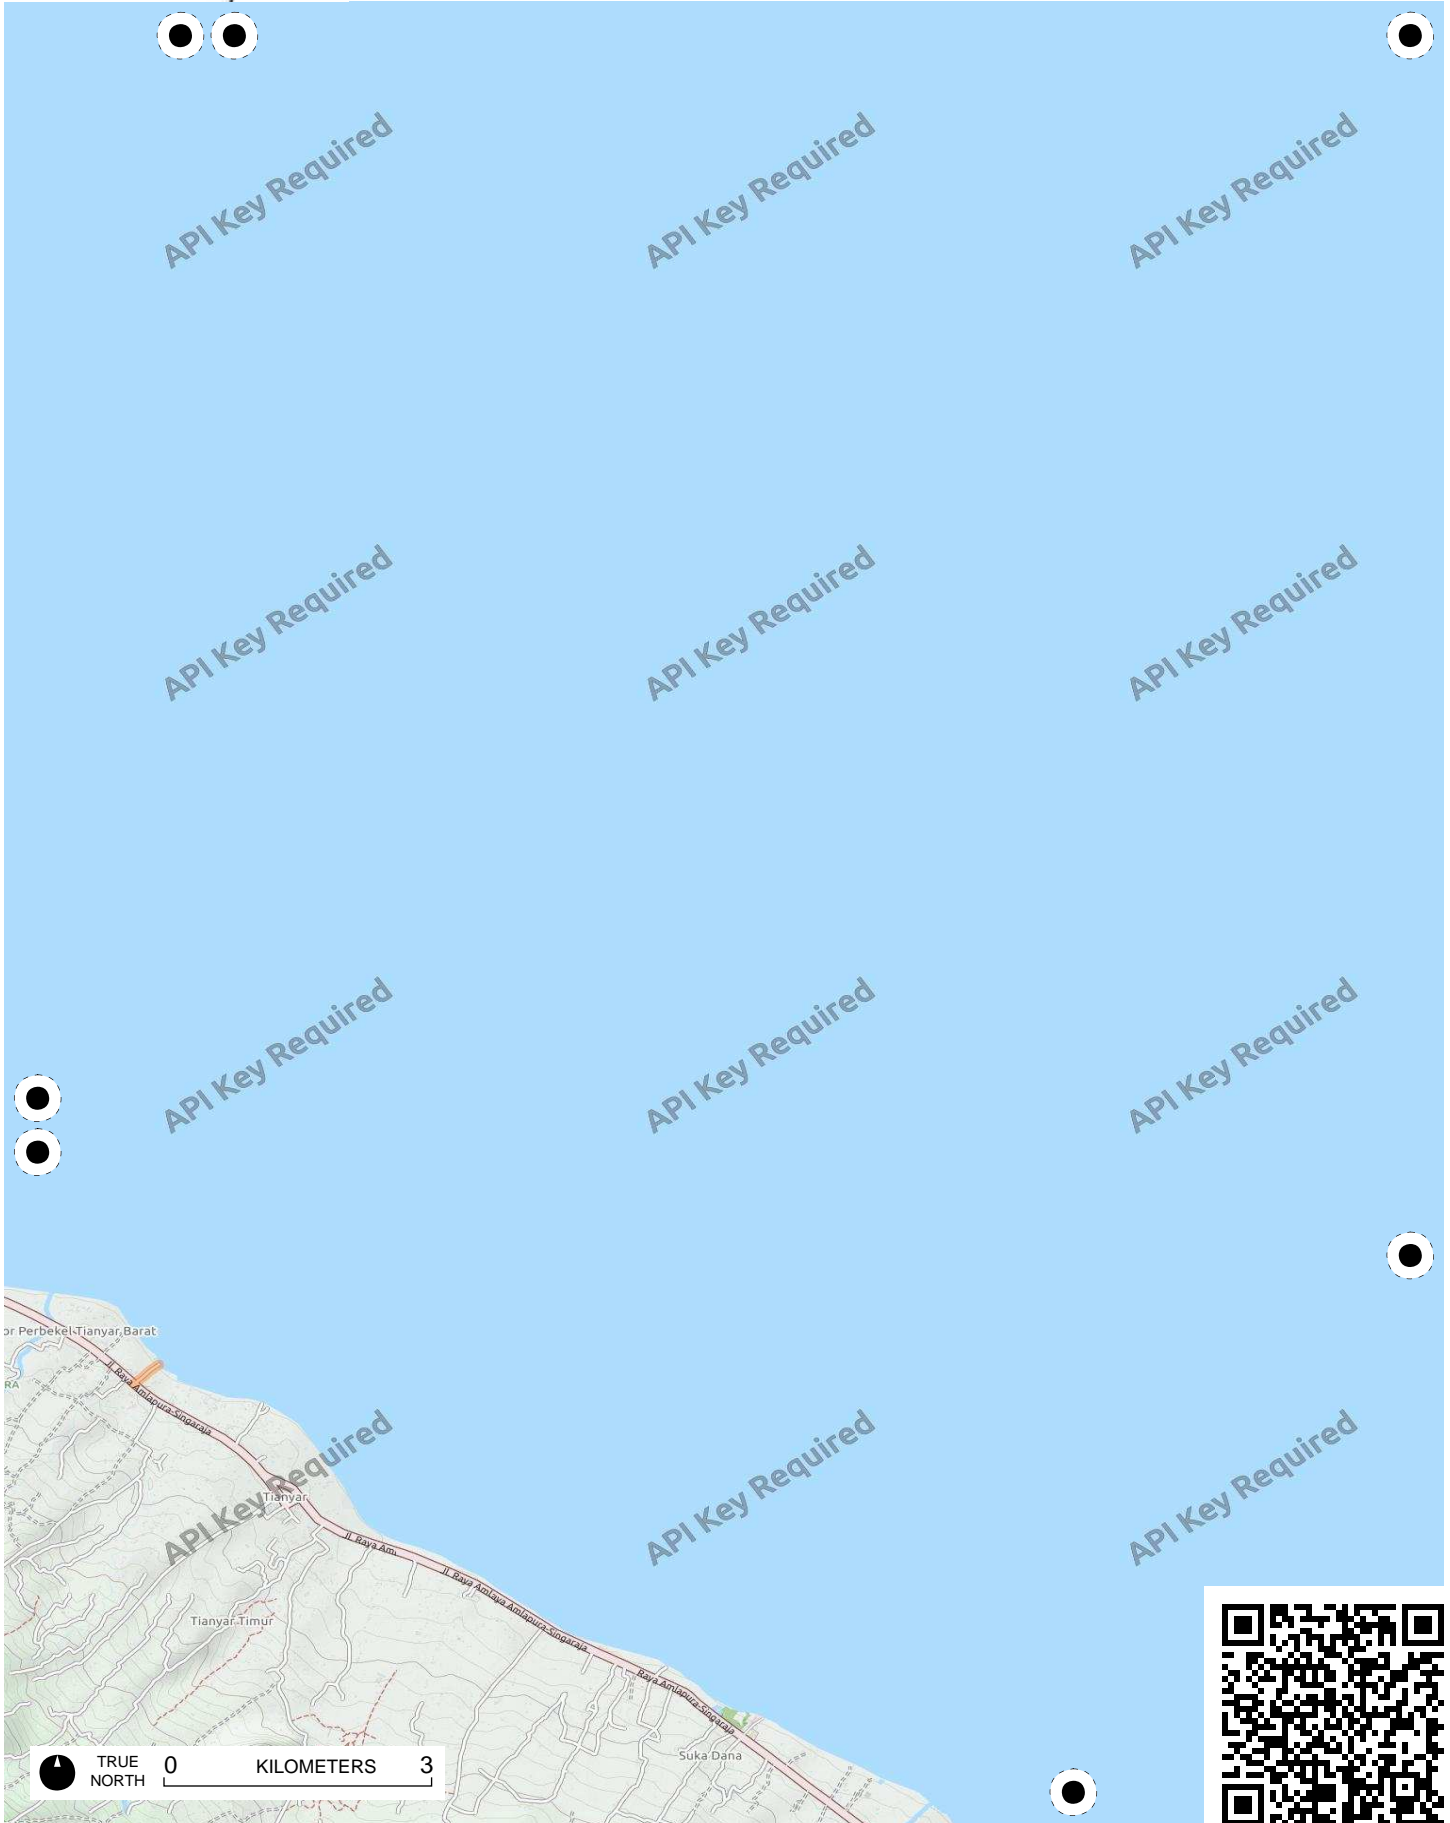 API Key Required
API Key Required
API Key Required
API Key Required
API Key Required
API Key Required
API Key Required
API Key Required
API Key Required
or Perbekel Tianyar Barat
RA
Jl. Raya Amlapura-Singaraja
API Key Required
API Key Required
API Key Required
Tianyar
Jl. Raya Am
Jl. Raya Amlaya Amlapura-Singaraja
Tianyar Timur
Raya Amlapura-Singaraja
Suka Dana
TRUE
NORTH
0 KILOMETERS 3